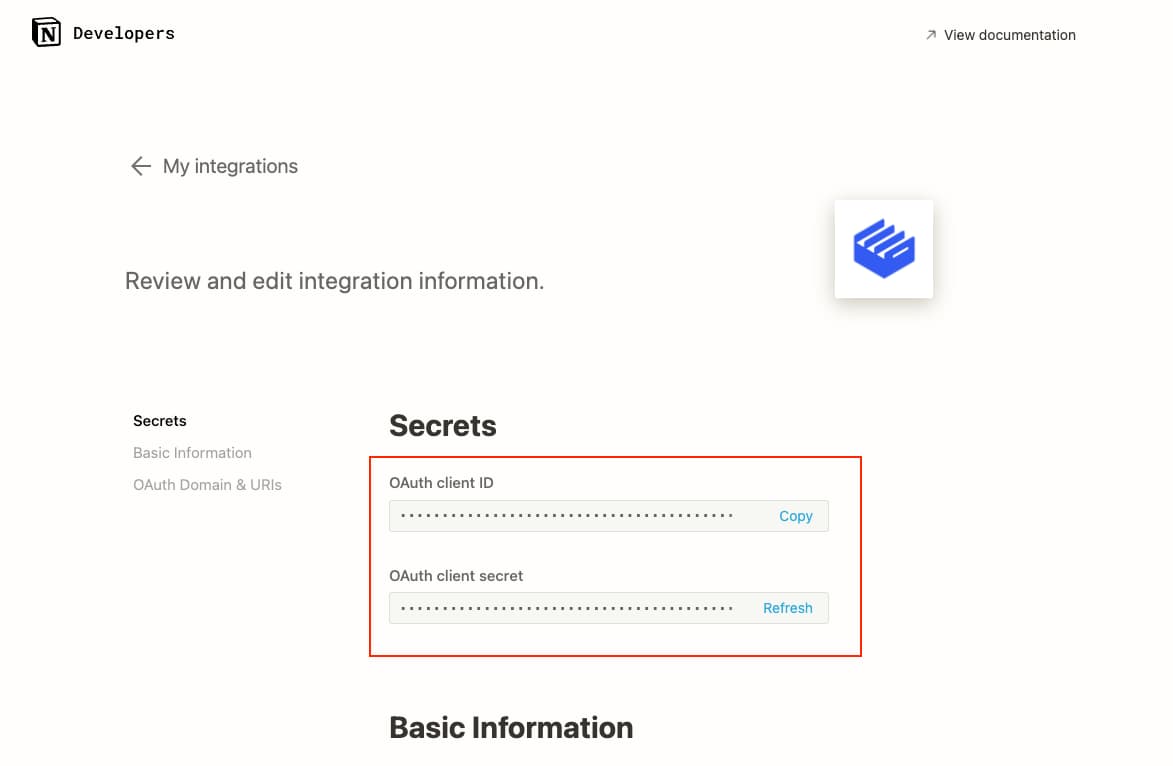 N Developers
↗ View documentation
← My integrations
Review and edit integration information.
Secrets
Basic Information
OAuth Domain & URIs
Secrets
OAuth client ID
•••••••••••••••••••••••••••••••••••••••• Copy
OAuth client secret
•••••••••••••••••••••••••••••••••••••••• Refresh
Basic Information